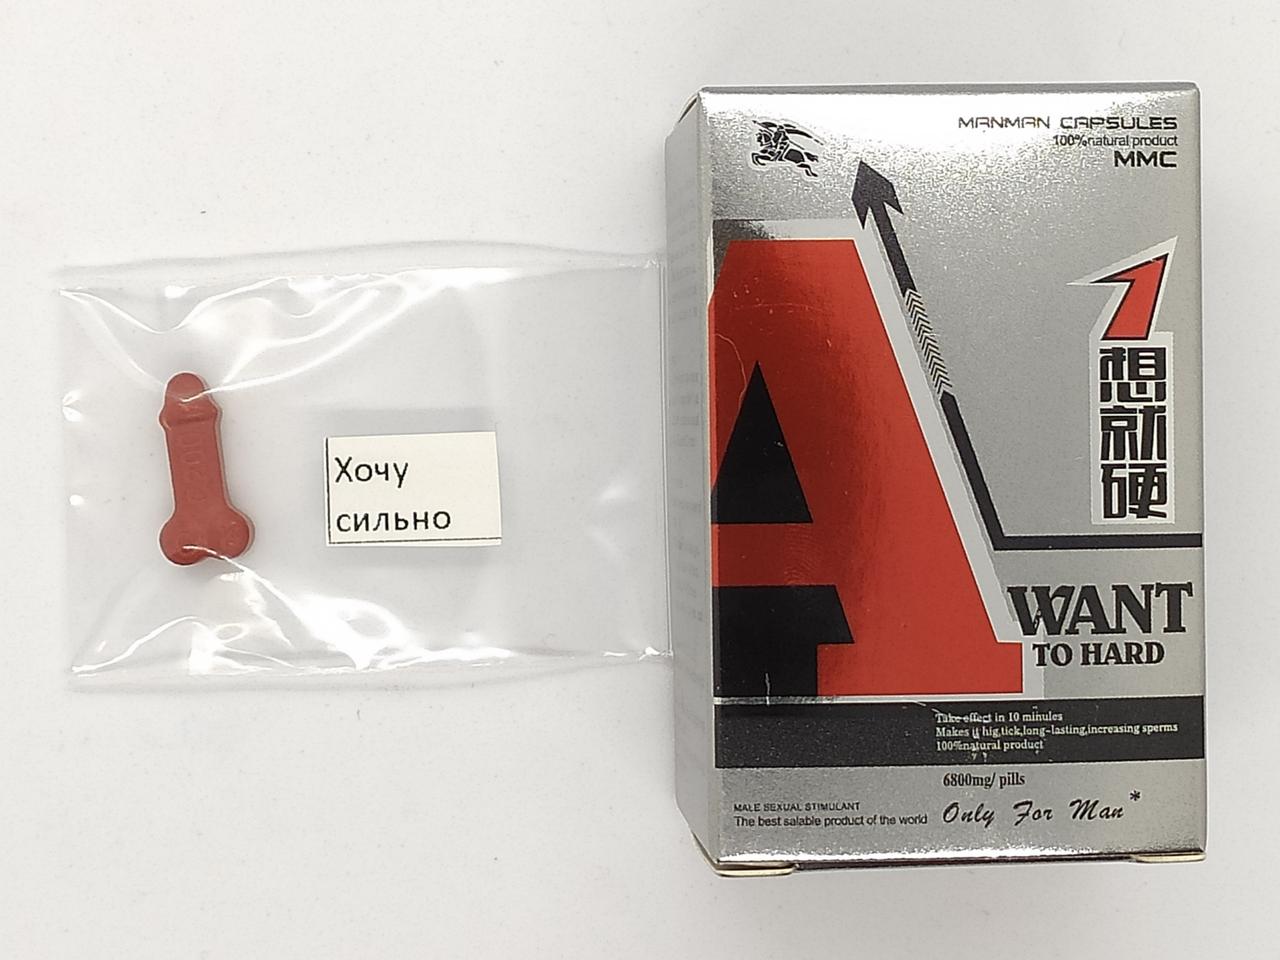 Хочу
сильно
MANMAN CAPSULES
100%natural product
MMC
A
1
想
就
硬
WANT
TO HARD
Take effect in 10 minules
Makes it hig,tick,long-lasting,increasing sperms
100%natural product
6800mg/ pills
MALE SEXUAL STIMULANT
The best salable product of the world
Only For Man*